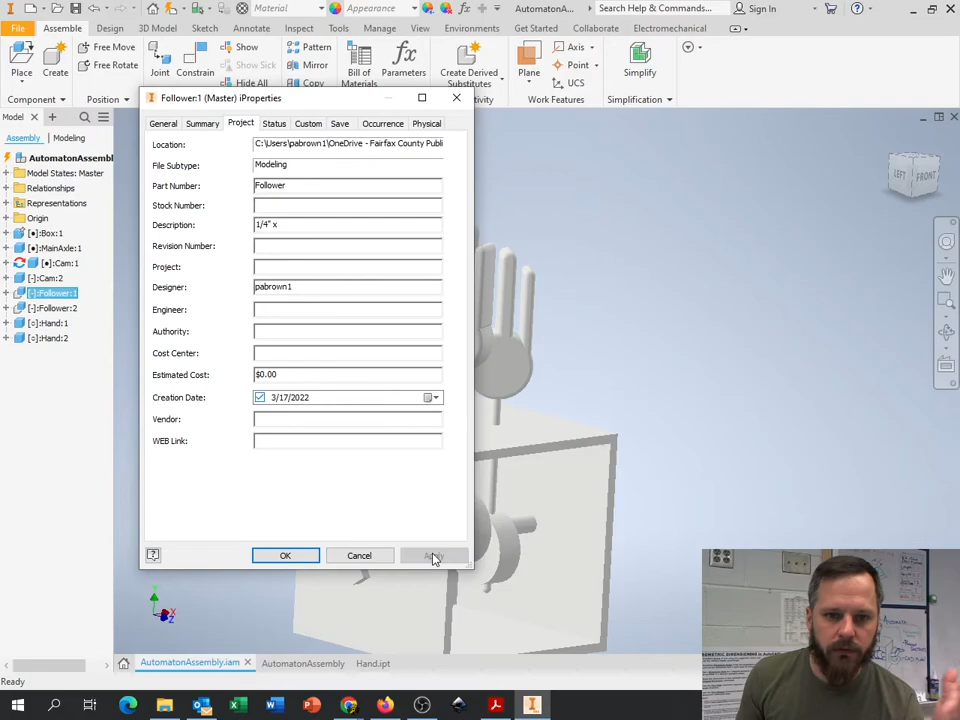 Material
Appearance
AutomatonA...
Search Help & Commands...
Sign In
File Assemble Design 3D Model Sketch Annotate Inspect Tools Manage View Environments Get Started Collaborate Electromechanical
Place
Create
Free Move
Free Rotate
Joint
Constrain
Show
Show Sick
Hide All
Pattern
Mirror
Copy
Bill of
Materials
Parameters
Create Derived
Substitutes
Plane
Axis
Point
UCS
Simplify
Component
Position
Work Features
Simplification
Model
Assembly
Modeling
AutomatonAssembl
Model States: Master
Relationships
Representations
Origin
[•]Box:1
[•]MainAxle:1
[•]Cam:1
[-]Cam:2
[-]Follower:1
[-]Follower:2
[○]Hand:1
[○]Hand:2
Follower:1 (Master) iProperties
General Summary Project Status Custom Save Occurrence Physical
Location: C:\Users\pabrown1\OneDrive - Fairfax County Publi
File Subtype: Modeling
Part Number: Follower
Stock Number:
Description: 1/4" x
Revision Number:
Project:
Designer: pabrown1
Engineer:
Authority:
Cost Center:
Estimated Cost: $0.00
Creation Date: 3/17/2022
Vendor:
WEB Link:
OK Cancel Apply
LEFT FRONT
AutomatonAssembly.iam AutomatonAssembly Hand.ipt
Ready